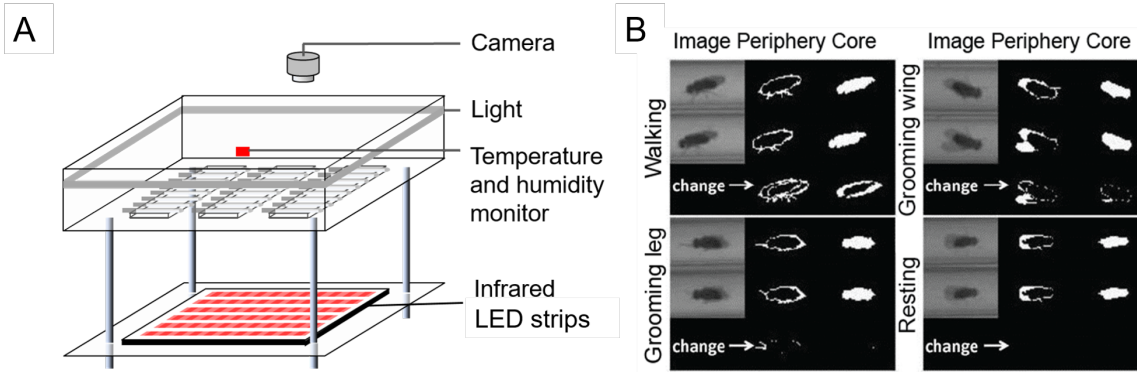 A
Camera
Light
Temperature
and humidity
monitor
Infrared
LED strips
B
Image Periphery Core
Walking
change
Image Periphery Core
Grooming wing
change
Grooming leg
change
Resting
change